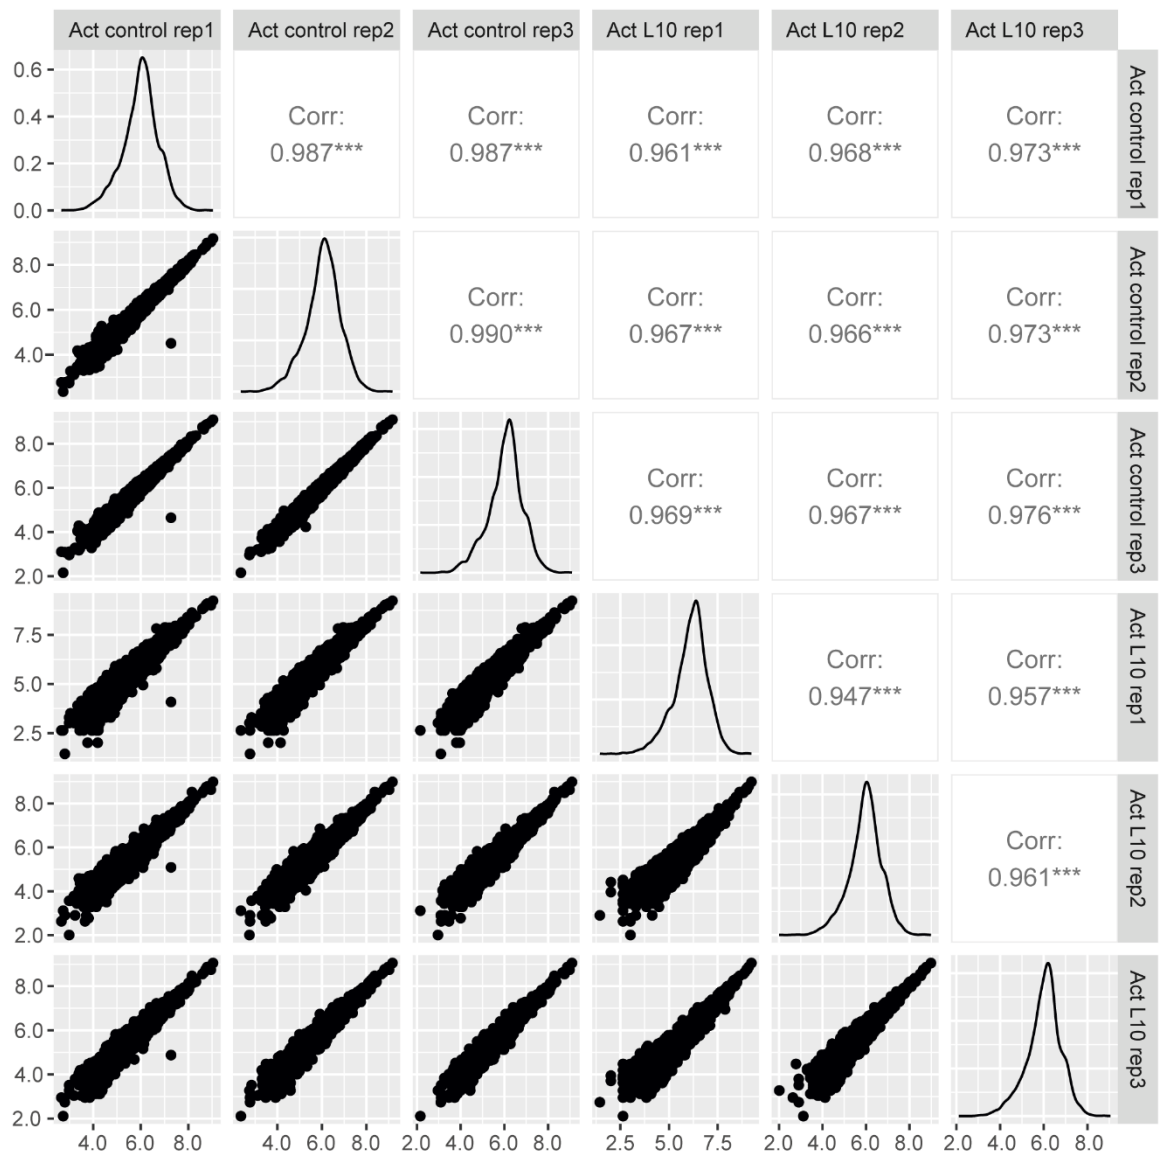 Act control rep1
Act control rep2
Act control rep3
Act L10 rep1
Act L10 rep2
Act L10 rep3
0.6
0.4
0.2
0.0
Corr:
0.987***
Corr:
0.987***
Corr:
0.961***
Corr:
0.968***
Corr:
0.973***
Act control rep1
8.0
6.0
4.0
Corr:
0.990***
Corr:
0.967***
Corr:
0.966***
Corr:
0.973***
Act control rep2
8.0
6.0
4.0
2.0
Corr:
0.969***
Corr:
0.967***
Corr:
0.976***
Act control rep3
7.5
5.0
2.5
Corr:
0.947***
Corr:
0.957***
Act L10 rep1
8.0
6.0
4.0
2.0
Corr:
0.961***
Act L10 rep2
8.0
6.0
4.0
2.0
Act L10 rep3
4.0 6.0 8.0
4.0 6.0 8.0
4.0 6.0 8.0
2.5 5.0 7.5
2.0 4.0 6.0 8.0
2.0 4.0 6.0 8.0